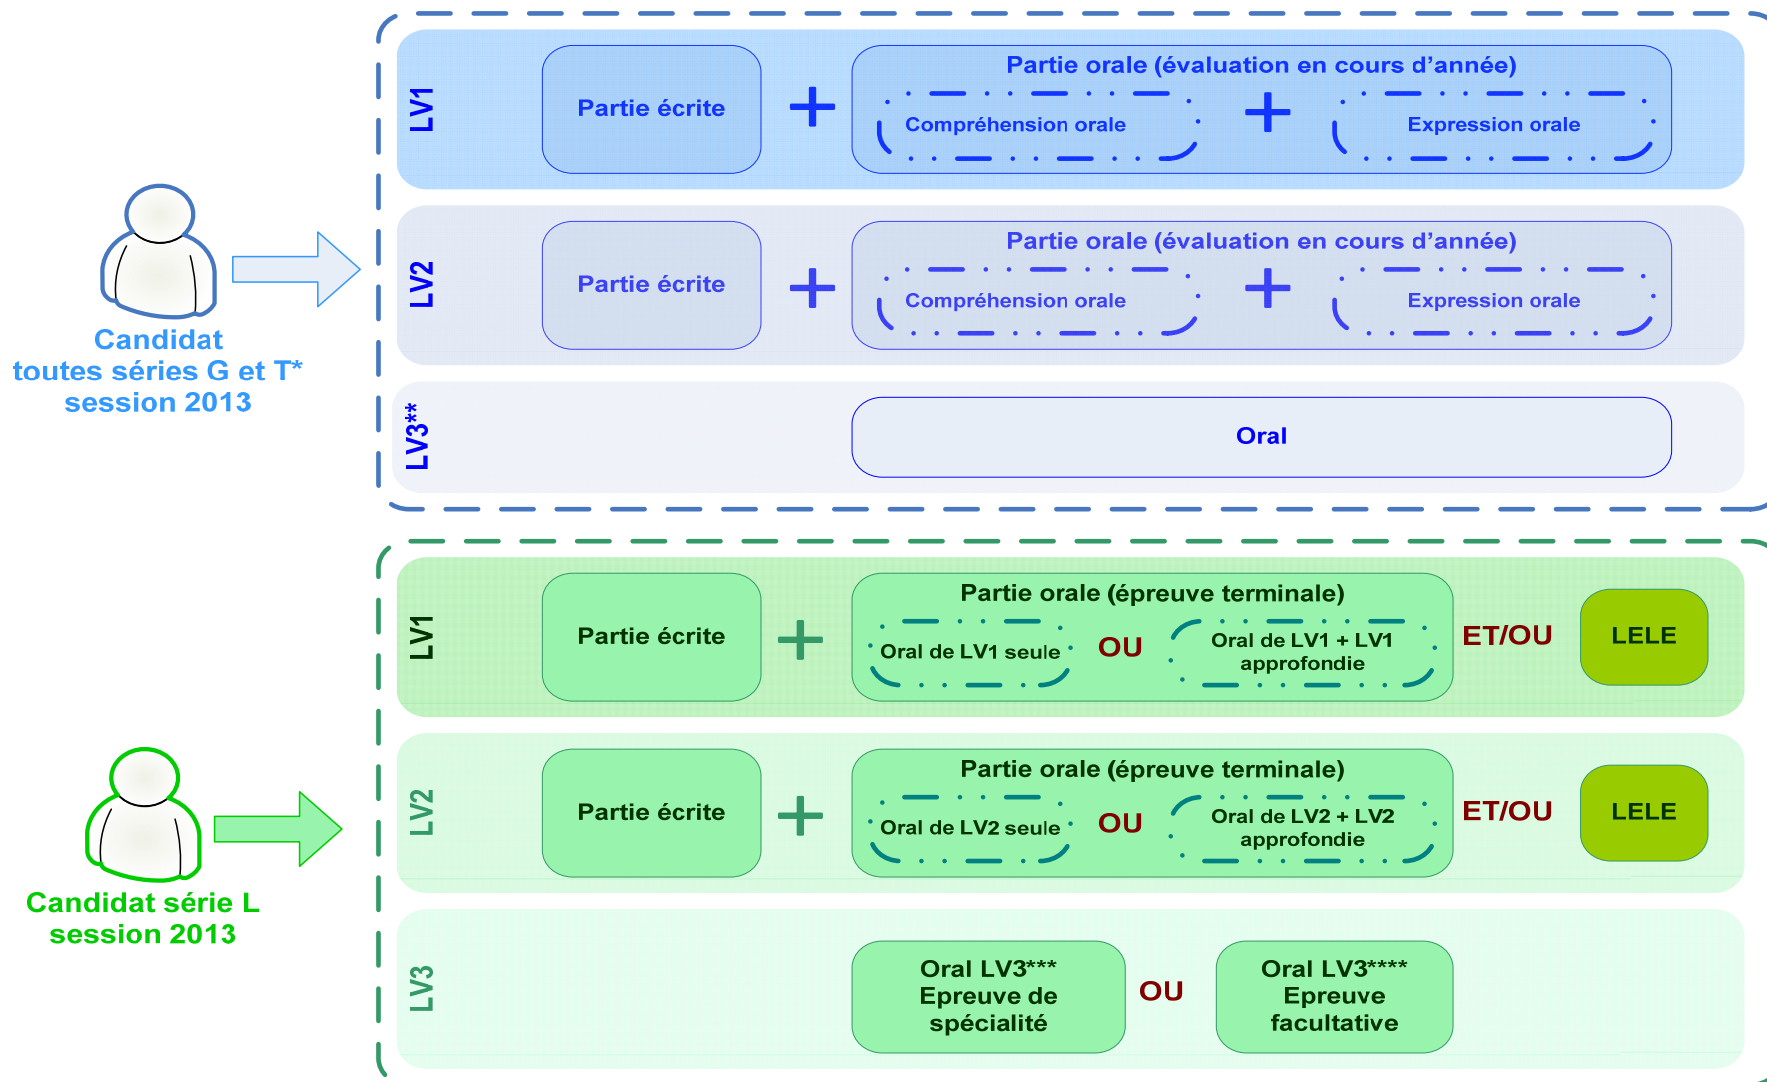 LV1
Partie écrite
+
Partie orale (évaluation en cours d’année)
Compréhension orale
+
Expression orale
LV2
Partie écrite
+
Partie orale (évaluation en cours d’année)
Compréhension orale
+
Expression orale
Candidat
toutes séries G et T*
session 2013
LV3**
Oral
LV1
Partie écrite
+
Partie orale (épreuve terminale)
Oral de LV1 seule
OU
Oral de LV1 + LV1
approfondie
ET/OU
LELE
LV2
Partie écrite
+
Partie orale (épreuve terminale)
Oral de LV2 seule
OU
Oral de LV2 + LV2
approfondie
ET/OU
LELE
Candidat série L
session 2013
LV3
Oral LV3***
Epreuve de
spécialité
OU
Oral LV3****
Epreuve
facultative